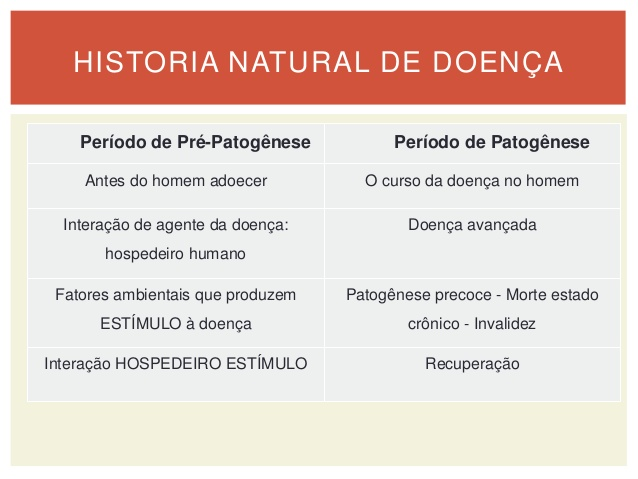 HISTORIA NATURAL DE DOENÇA
Período de Pré-Patogênese
Período de Patogênese
Antes do homem adoecer
O curso da doença no homem
Interação de agente da doença:
hospedeiro humano
Doença avançada
Fatores ambientais que produzem
ESTÍMULO à doença
Patogênese precoce - Morte estado
crônico - Invalidez
Interação HOSPEDEIRO ESTÍMULO
Recuperação